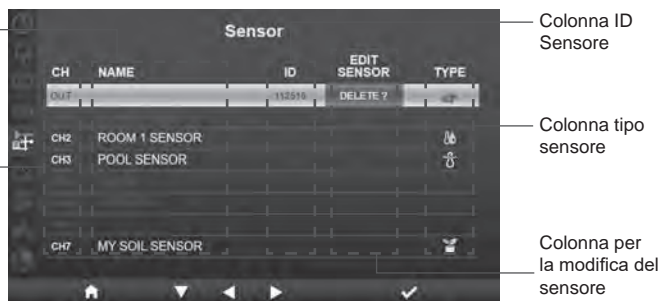 Sensor
CH NAME ID EDIT SENSOR TYPE
OUT 112510 DELETE ?
CH2 ROOM 1 SENSOR
CH3 POOL SENSOR
CH7 MY SOIL SENSOR
Colonna ID
Sensore
Colonna tipo
sensore
Colonna per
la modifica del
sensore